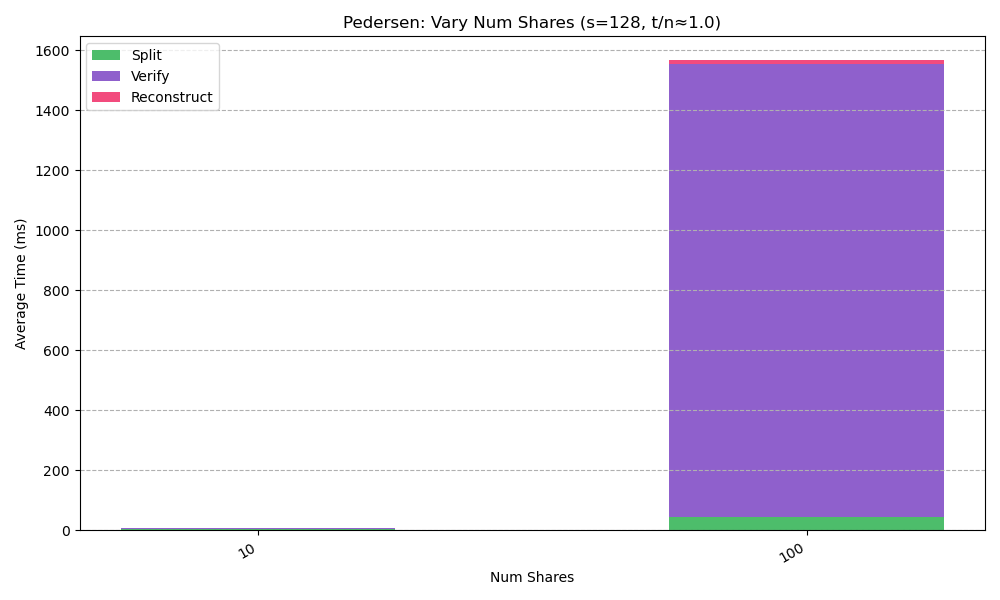 Pedersen: Vary Num Shares (s=128, t/n≈1.0)
Split
Verify
Reconstruct
Average Time (ms)
1600
1400
1200
1000
800
600
400
200
0
10
100
Num Shares